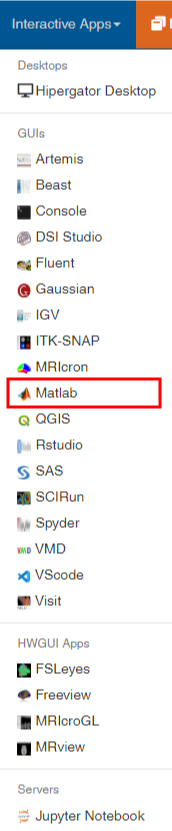 Interactive Apps
Desktops
Hipergator Desktop
GUIs
Artemis
Beast
Console
DSI Studio
Fluent
Gaussian
IGV
ITK-SNAP
MRIcron
Matlab
QGIS
Rstudio
SAS
SCIRun
Spyder
VMD
VScode
Visit
HWGUI Apps
FSLeyes
Freeview
MRIcroGL
MRview
Servers
Jupyter Notebook